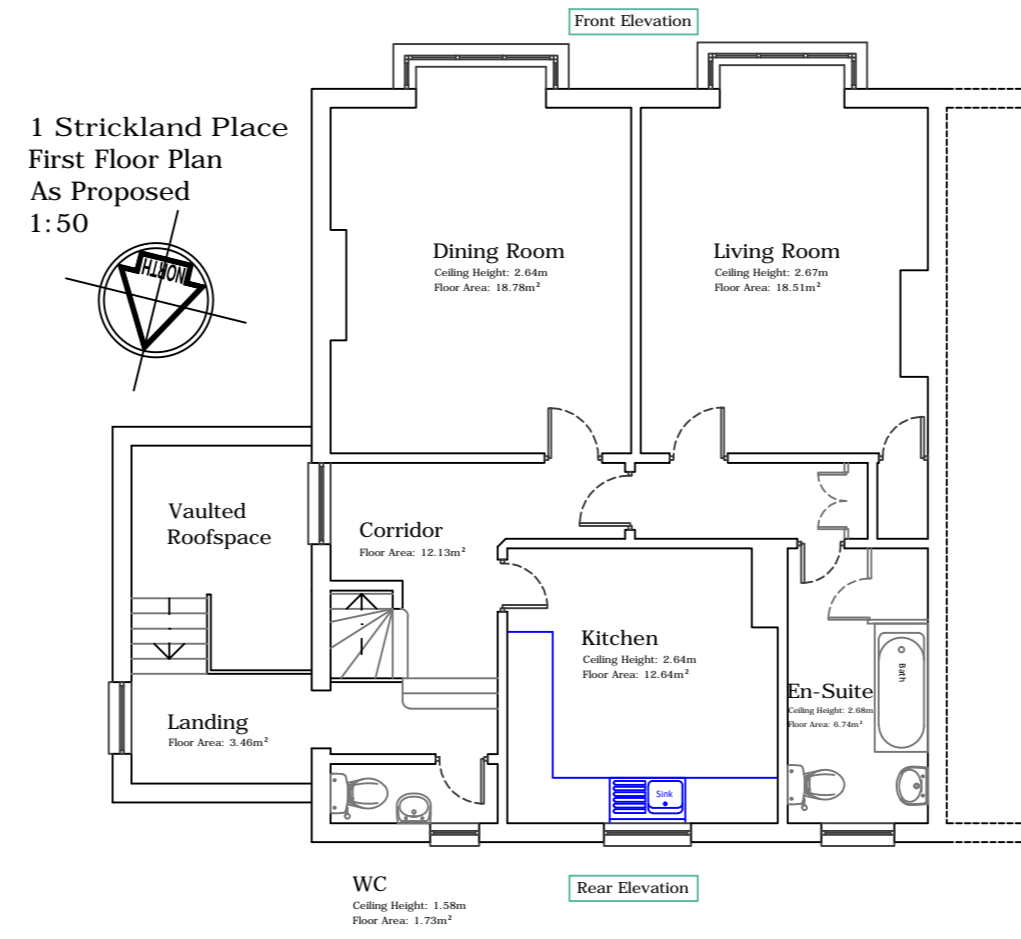 Front Elevation
1 Strickland Place
First Floor Plan
As Proposed
1:50
NORTH
Dining Room
Ceiling Height: 2.64m
Floor Area: 18.78m²
Living Room
Ceiling Height: 2.67m
Floor Area: 18.51m²
Vaulted
Roofspace
Corridor
Floor Area: 12.13m²
Kitchen
Ceiling Height: 2.64m
Floor Area: 12.64m²
Bath
En-Suite
Ceiling Height: 2.68m
Floor Area: 6.74m²
Landing
Floor Area: 3.46m²
Sink
WC
Ceiling Height: 1.58m
Floor Area: 1.73m²
Rear Elevation